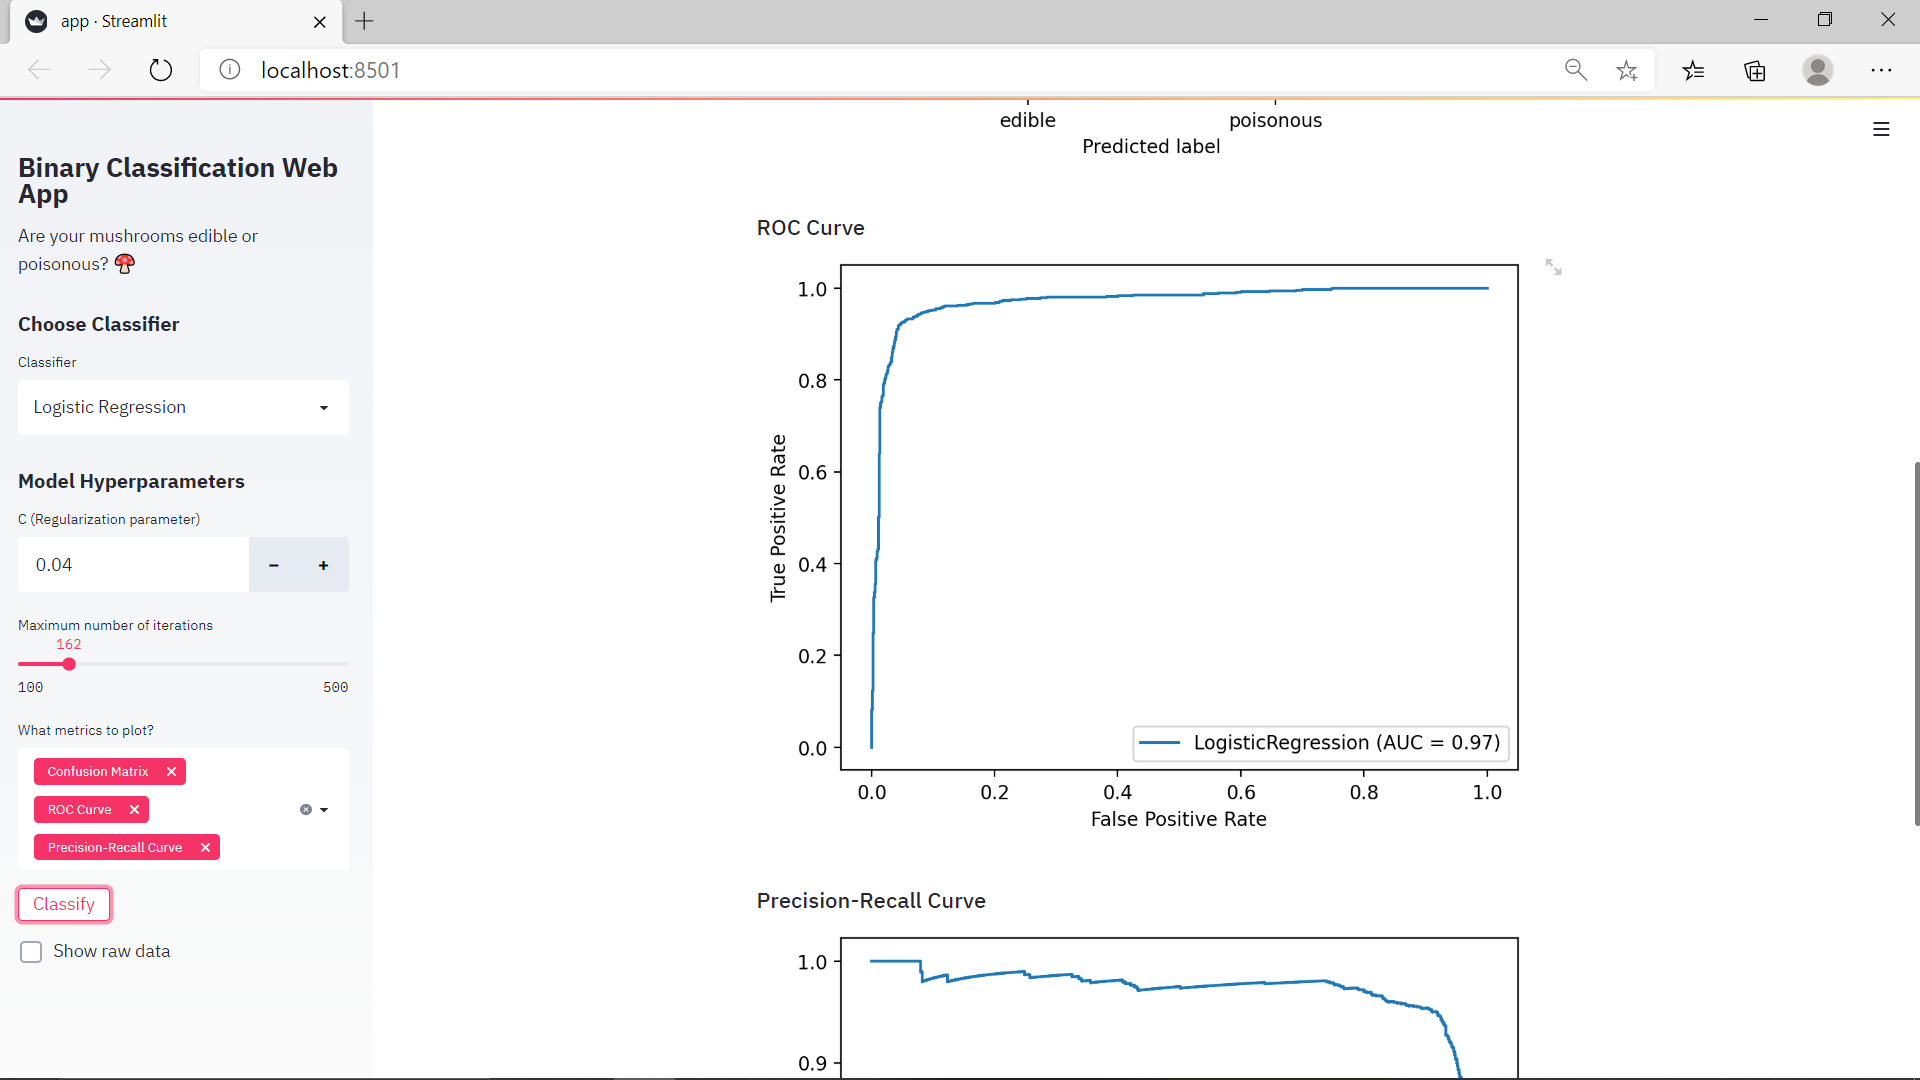 app · Streamlit
localhost:8501
Binary Classification Web
App
Are your mushrooms edible or
poisonous? 🍄
Choose Classifier
Classifier
Logistic Regression
Model Hyperparameters
C (Regularization parameter)
0.04
Maximum number of iterations
162
100 500
What metrics to plot?
Confusion Matrix
ROC Curve
Precision-Recall Curve
Classify
Show raw data
edible poisonous
Predicted label
ROC Curve
1.0
0.8
0.6
0.4
0.2
0.0
True Positive Rate
LogisticRegression (AUC = 0.97)
0.0 0.2 0.4 0.6 0.8 1.0
False Positive Rate
Precision-Recall Curve
1.0
0.9